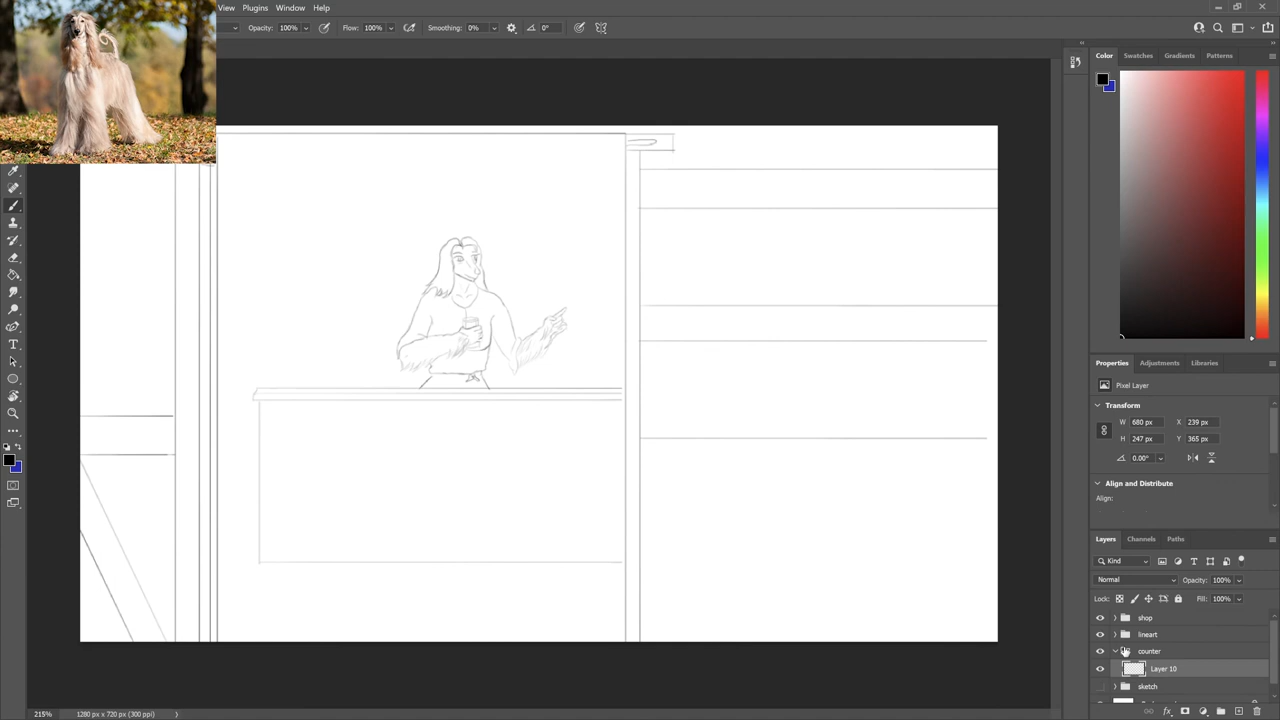 View Plugins Window Help
Opacity: 100% Flow: 100% Smoothing: 0% 0°
Color Swatches Gradients Patterns
Properties Adjustments Libraries
Pixel Layer
Transform
W 680 px X 239 px
H 247 px Y 365 px
0.00°
Align and Distribute
Align:
Layers Channels Paths
Kind
Normal Opacity: 100%
Lock: Fill: 100%
shop
lineart
counter
Layer 10
sketch
215% 1280 px x 720 px (300 ppi)